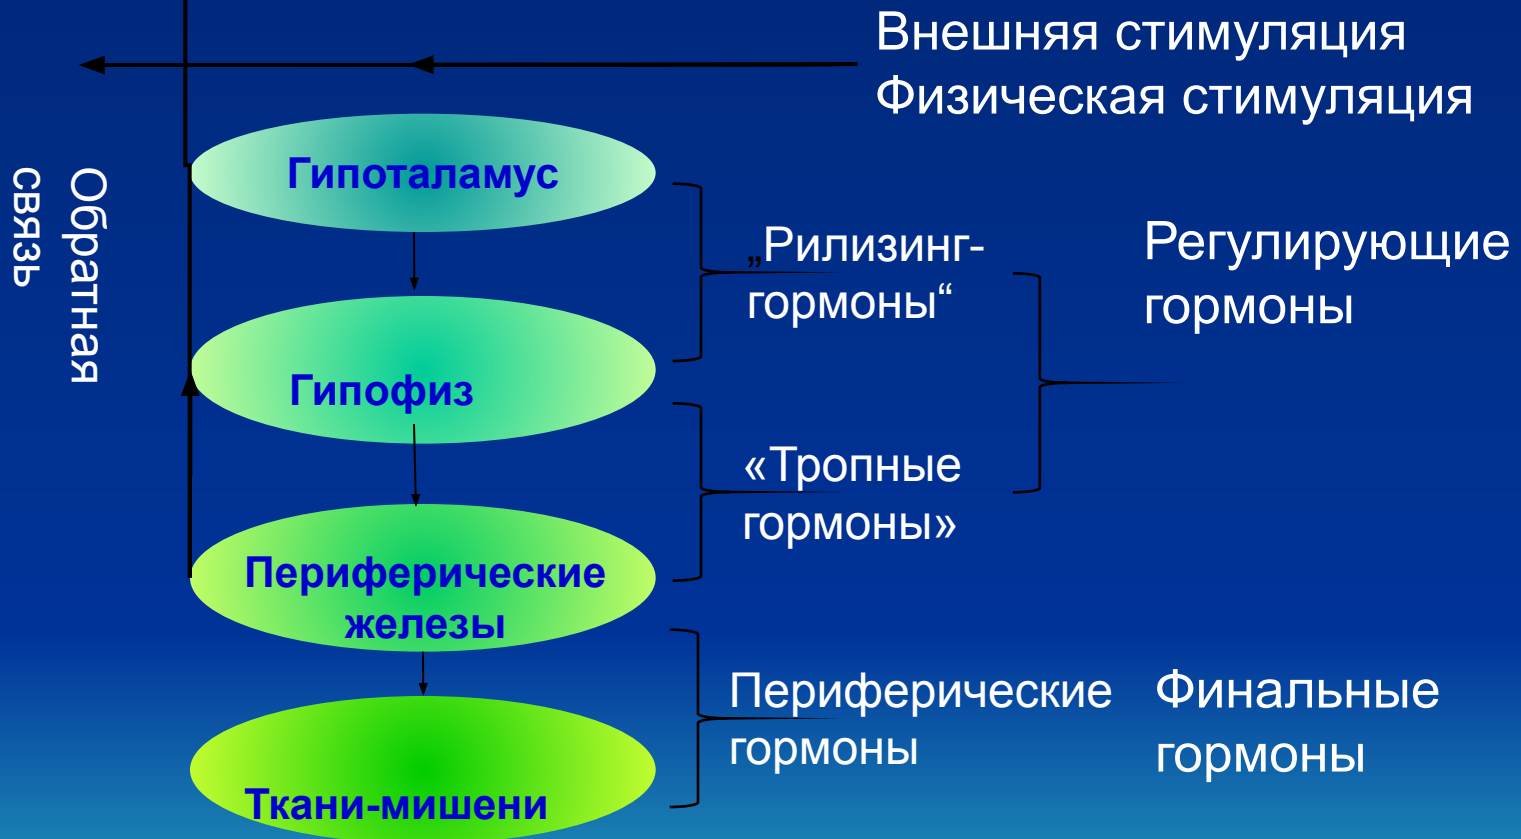 Внешняя стимуляция
Физическая стимуляция
Обратная
связь
Гипоталамус
„Рилизинг-
гормоны“
Регулирующие
гормоны
Гипофиз
«Тропные
гормоны»
Периферические
железы
Периферические
гормоны
Финальные
гормоны
Ткани-мишени